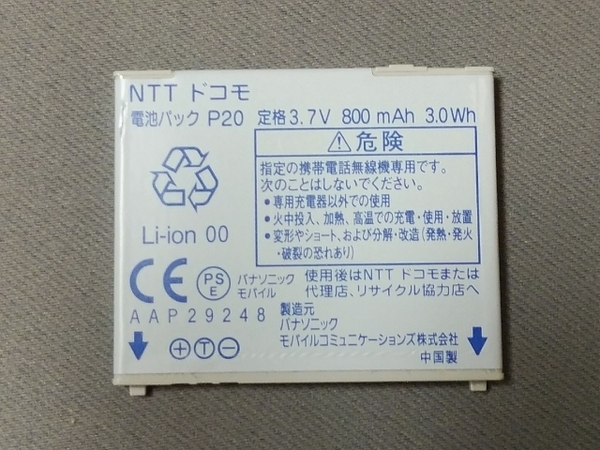 NTT ドコモ
電池パック P20 定格3.7V 800mAh 3.0Wh
危険
指定の携帯電話無線機専用です。
次のことはしないでください。
●専用充電器以外での使用
●火中投入、加熱、高温での充電・使用・放置
●変形やショート、および分解・改造(発熱・発火
・破裂の恐れあり)
Li-ion 00
CE
PS
E
パナソニック
モバイル
使用後はNTT ドコモまたは
代理店、リサイクル協力店へ
AAP29248
製造元
パナソニック
モバイルコミュニケーションズ株式会社
中国製
+ T −